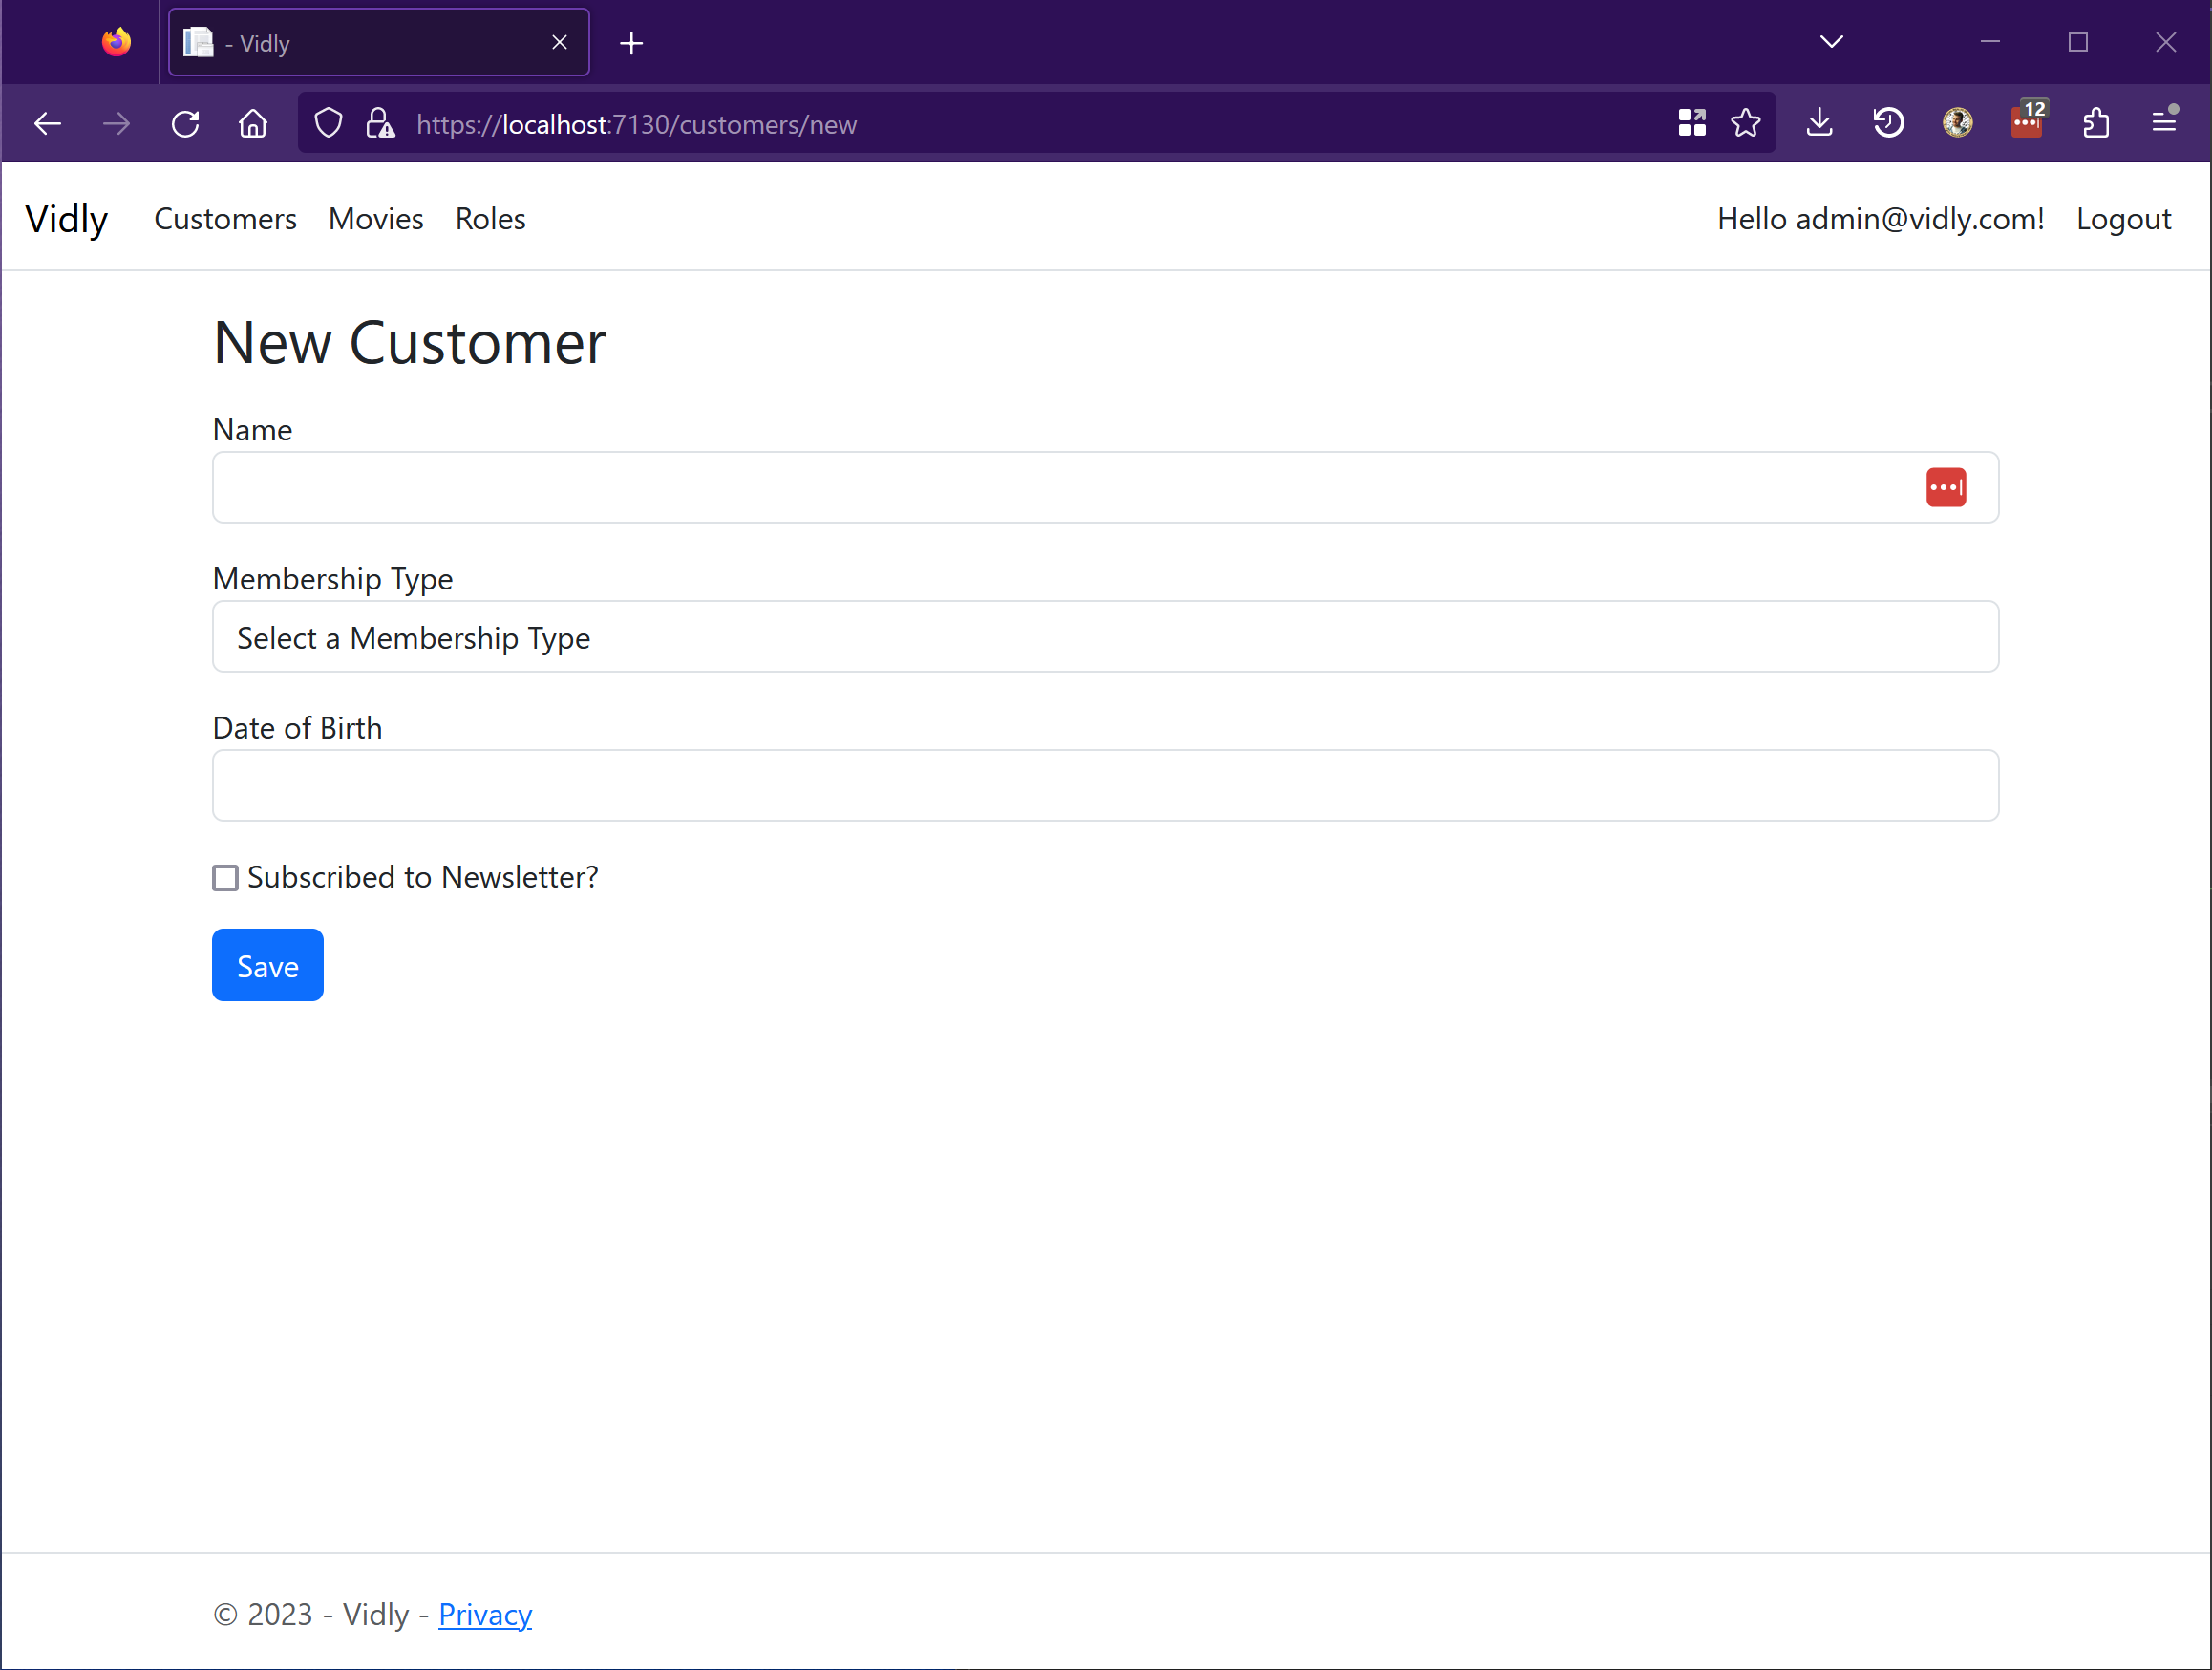 - Vidly
https://localhost:7130/customers/new
12
Vidly Customers Movies Roles Hello admin@vidly.com! Logout
New Customer
Name
Membership Type
Select a Membership Type
Date of Birth
Subscribed to Newsletter?
Save
© 2023 - Vidly - Privacy